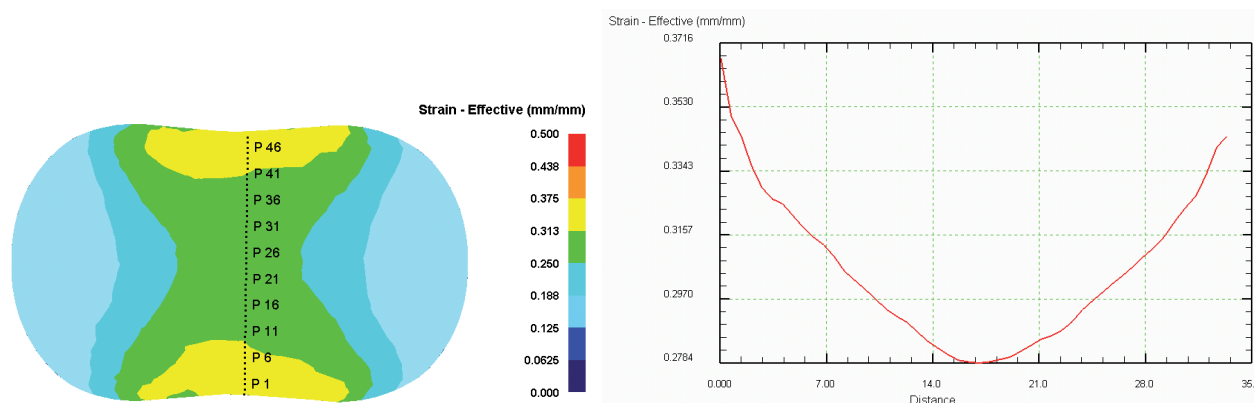 Strain - Effective (mm/mm)
0.500
0.438
0.375
0.313
0.250
0.188
0.125
0.0625
0.000
P 46
P 41
P 36
P 31
P 26
P 21
P 16
P 11
P 6
P 1
Strain - Effective (mm/mm)
0.3716
0.3530
0.3343
0.3157
0.2970
0.2784
0.000 7.00 14.0 21.0 28.0 35.
Distance